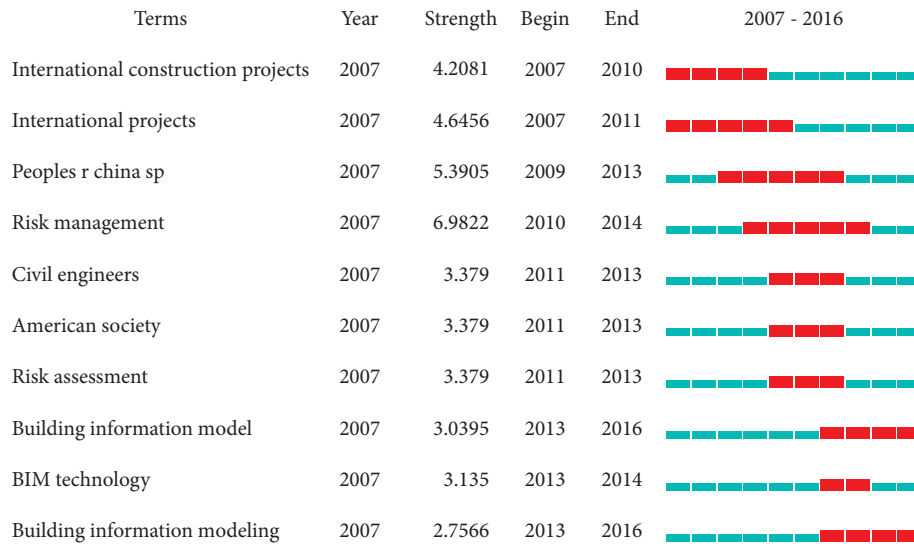 Terms Year Strength Begin End 2007 - 2016
International construction projects 2007 4.2081 2007 2010
International projects 2007 4.6456 2007 2011
Peoples r china sp 2007 5.3905 2009 2013
Risk management 2007 6.9822 2010 2014
Civil engineers 2007 3.379 2011 2013
American society 2007 3.379 2011 2013
Risk assessment 2007 3.379 2011 2013
Building information model 2007 3.0395 2013 2016
BIM technology 2007 3.135 2013 2014
Building information modeling 2007 2.7566 2013 2016